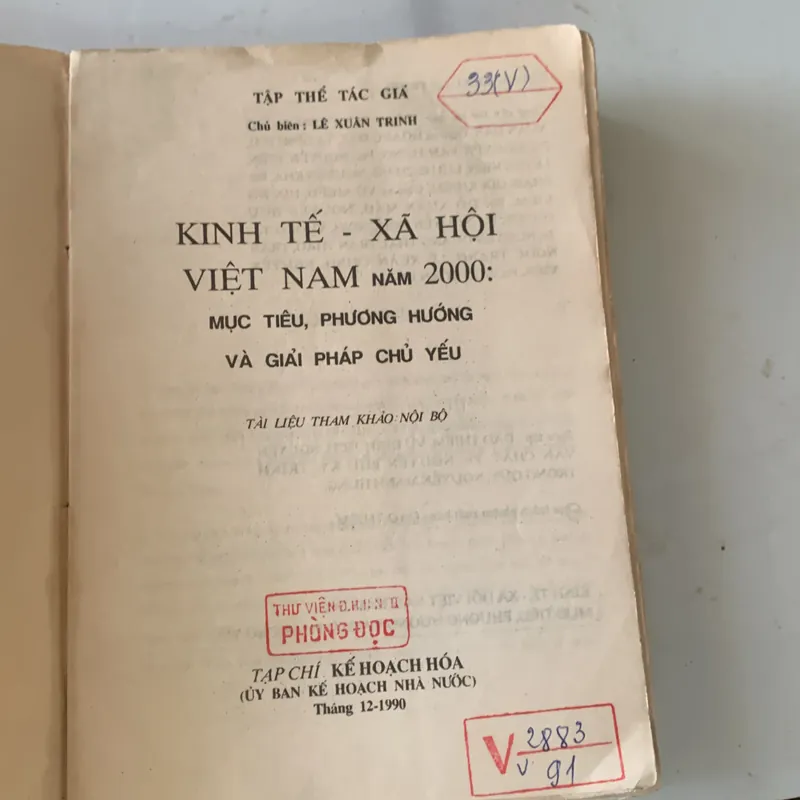 TẬP THỂ TÁC GIẢ
33(V)
Chủ biên : LÊ XUÂN TRINH
KINH TẾ - XÃ HỘI
VIỆT NAM NĂM 2000:
MỤC TIÊU, PHƯƠNG HƯỚNG
VÀ GIẢI PHÁP CHỦ YẾU
TÀI LIỆU THAM KHẢO NỘI BỘ
THƯ VIỆN Đ.H.N.N II
PHÒNG ĐỌC
TẠP CHÍ KẾ HOẠCH HÓA
(ỦY BAN KẾ HOẠCH NHÀ NƯỚC)
Tháng 12-1990
V 2883
V 91